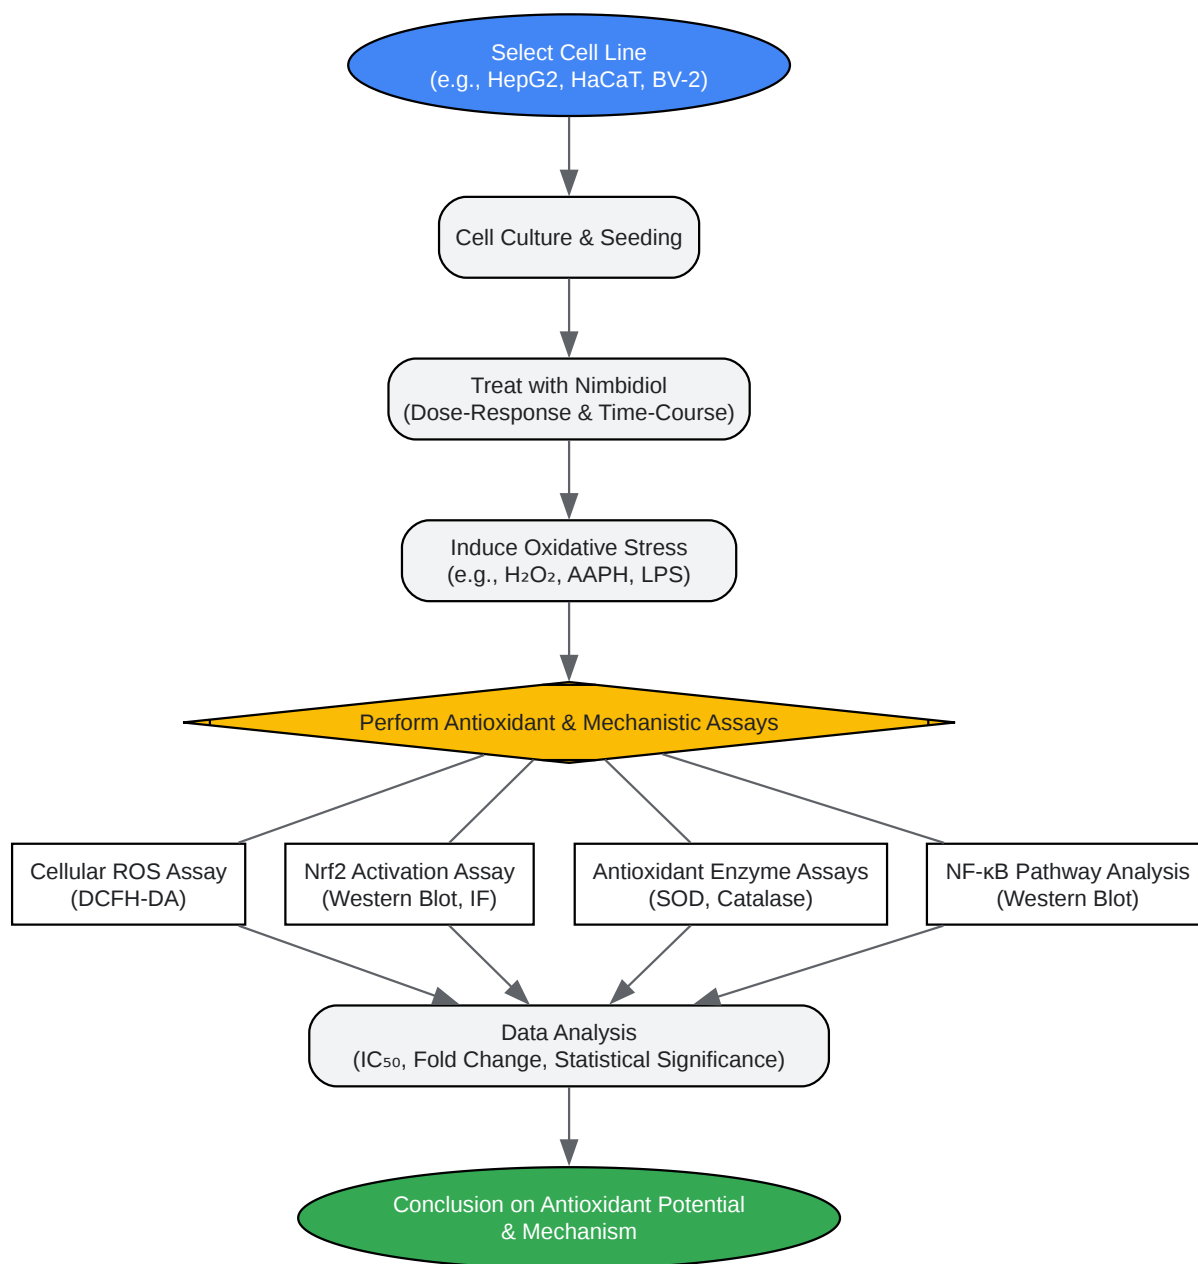 Select Cell Line
(e.g., HepG2, HaCaT, BV-2)
Cell Culture & Seeding
Treat with Nimbidiol
(Dose-Response & Time-Course)
Induce Oxidative Stress
(e.g., H₂O₂, AAPH, LPS)
Perform Antioxidant & Mechanistic Assays
Cellular ROS Assay
(DCFH-DA)
Nrf2 Activation Assay
(Western Blot, IF)
Antioxidant Enzyme Assays
(SOD, Catalase)
NF-κB Pathway Analysis
(Western Blot)
Data Analysis
(IC₅₀, Fold Change, Statistical Significance)
Conclusion on Antioxidant Potential
& Mechanism